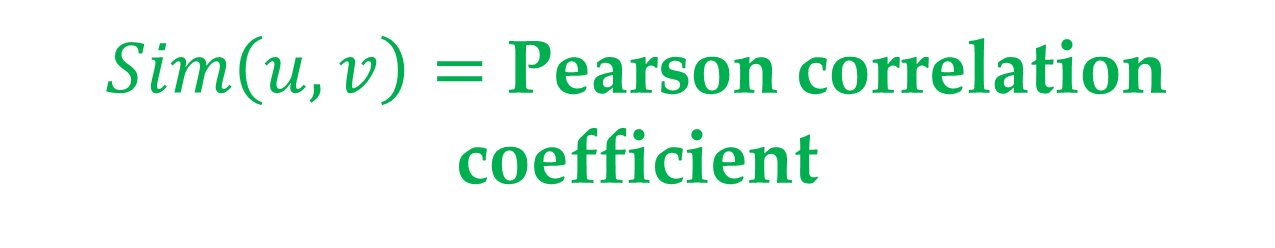 Sim(u, v) = Pearson correlation
coefficient